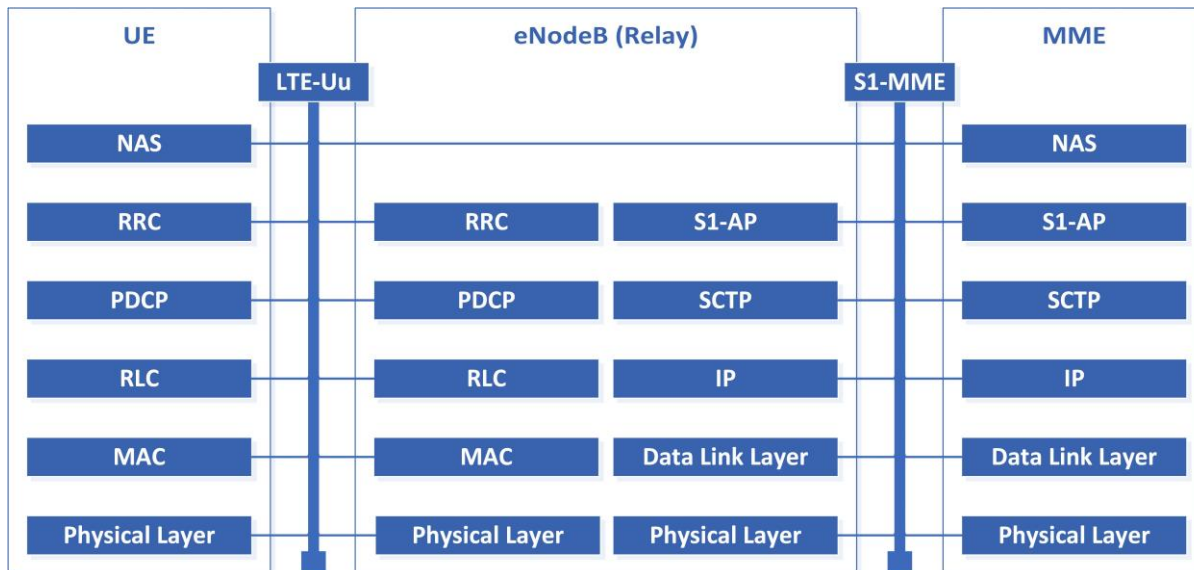 UE eNodeB (Relay) MME
LTE-Uu S1-MME
NAS NAS
RRC RRC S1-AP S1-AP
PDCP PDCP SCTP SCTP
RLC RLC IP IP
MAC MAC Data Link Layer Data Link Layer
Physical Layer Physical Layer Physical Layer Physical Layer